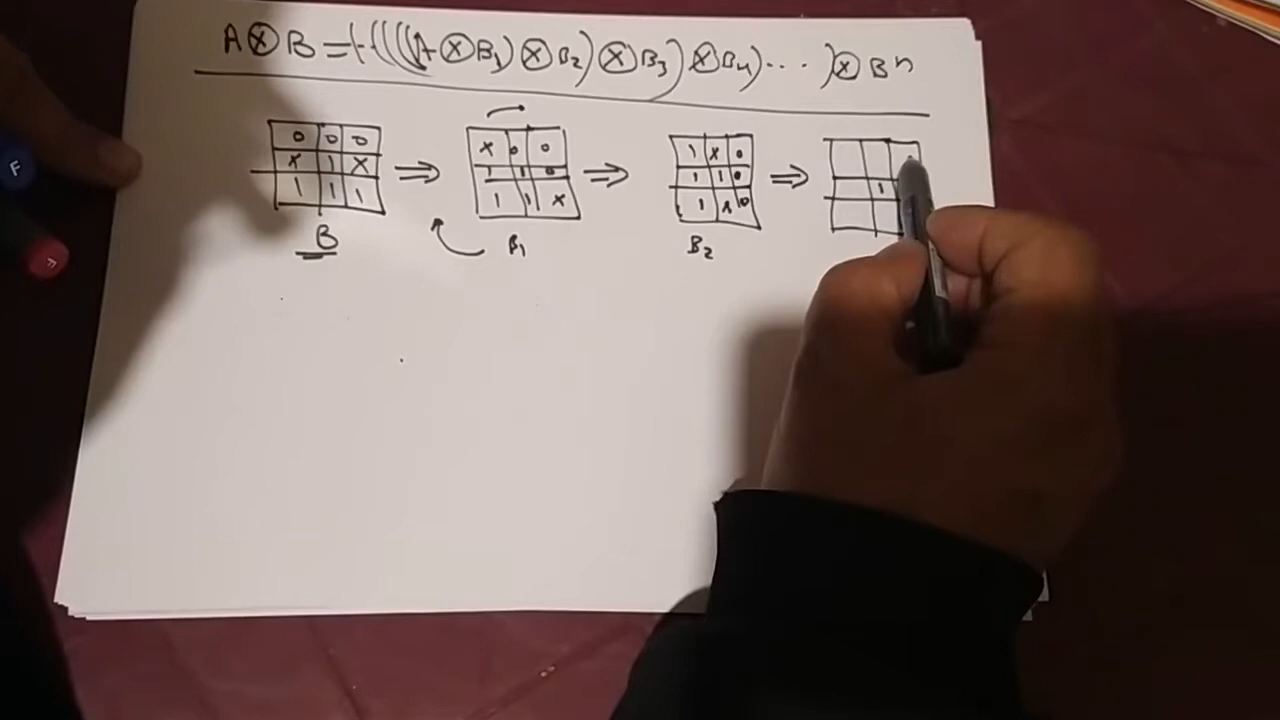 A ⊗ B = (((((A ⊗ B₁) ⊗ B₂) ⊗ B₃) ⊗ B₄) ... ) ⊗ Bⁿ
0 0 0 x 0 0 1 x 0
x 1 x ⇒ 1 1 0 ⇒ 1 1 0 ⇒ 1
1 1 1 1 1 x 1 x 0
B B₁ B₂
F
F